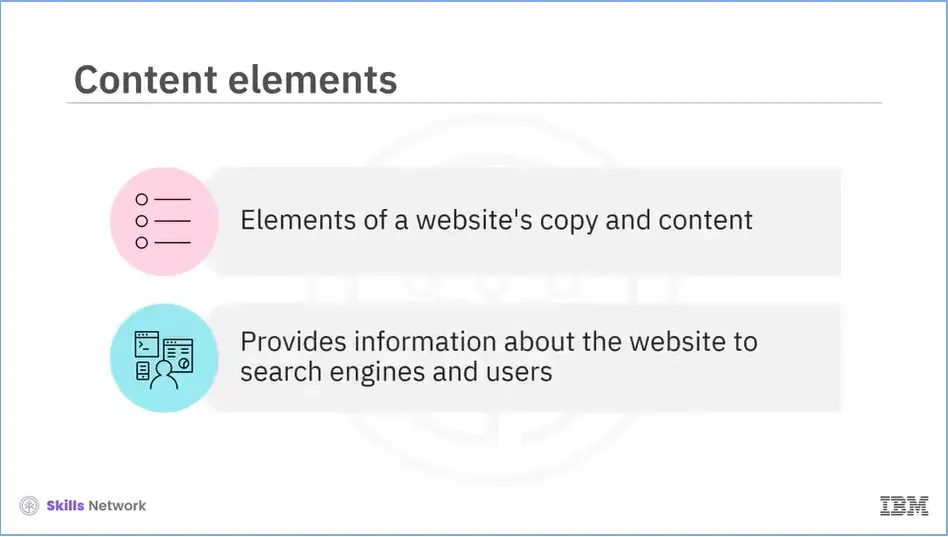 Content elements
Elements of a website's copy and content
Provides information about the website to
search engines and users
Skills Network
IBM